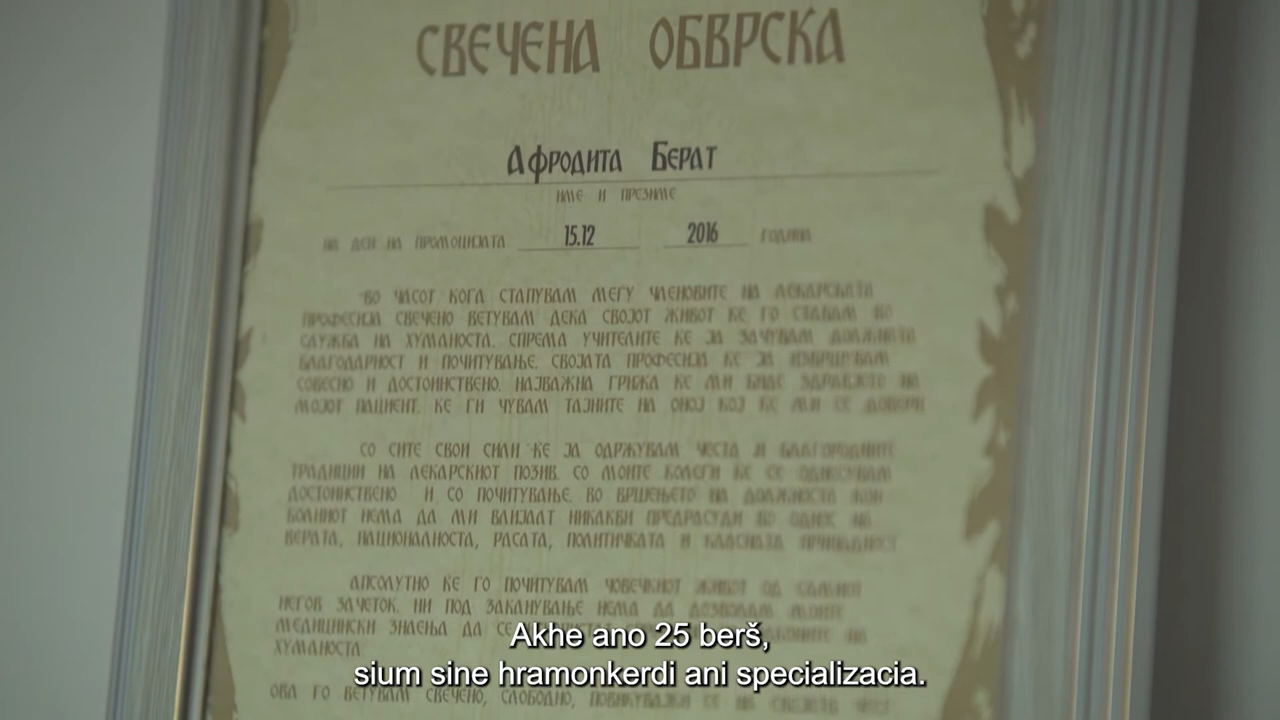 СВЕЧЕНА ОБВРСКА
Афродита Берат
ИМЕ И ПРЕЗИМЕ
НА ДЕН НА ПРОМОЦИЈАТА 15.12 2016 ГОДИНА
ВО ЧАСОТ КОГА СТАПУВАМ МЕГУ ЧЛЕНОВИТЕ НА ЛЕКАРСКАТА
ПРОФЕСИЈА СВЕЧЕНО ВЕТУВАМ ДЕКА СВОЈОТ ЖИВОТ ЌЕ ГО СТАВАМ ВО
СЛУЖБА НА ХУМАНОСТА. СПРЕМА УЧИТЕЛИТЕ ЌЕ ЈА ЗАЧУВАМ ДОЛЖНАТА
БЛАГОДАРНОСТ И ПОЧИТУВАЊЕ. СВОЈАТА ПРОФЕСИЈА ЌЕ ЈА ИЗВРШУВАМ
СОВЕСНО И ДОСТОИНСТВЕНО. НАЈВАЖНА ГРИЖА ЌЕ МИ БИДЕ ЗДРАВЈЕТО НА
МОЈОТ ПАЦИЕНТ. ЌЕ ГИ ЧУВАМ ТАЈНИТЕ НА ОНОЈ КОЈ ЌЕ МИ СЕ ДОВЕРИ
СО СИТЕ СВОИ СИЛИ ЌЕ ЈА ОДРЖУВАМ ЧЕСТА И БЛАГОРОДНИТЕ
ТРАДИЦИИ НА ЛЕКАРСКИОТ ПОЗИВ. СО МОИТЕ КОЛЕГИ ЌЕ СЕ ОДНЕСУВАМ
ДОСТОИНСТВЕНО И СО ПОЧИТУВАЊЕ. ВО ВРШЕЊЕТО НА ДОЛЖНОСТА КОН
БОЛНИОТ НЕМА ДА МИ ВЛИЈААТ НИКАКВИ ПРЕДРАСУДИ ВО ОДНОС НА
ВЕРАТА, НАЦИОНАЛНОСТА, РАСАТА, ПОЛИТИЧКАТА И КЛАСНАТА ПРИПАДНОСТ
АПСОЛУТНО ЌЕ ГО ПОЧИТУВАМ ЧОВЕЧКИОТ ЖИВОТ ОД САМИОТ
НЕГОВ ЗАЧЕТОК. НИ ПОД ЗАКАНУВАЊЕ НЕМА ДА ДОЗВОЛАМ МОИТЕ
МЕДИЦИНСКИ ЗНАЕЊА ДА СЕ НА
ХУМАНОСТА
ОВА ГО ВЕТУВАМ СВЕЧЕНО, СЛОБОДНО, ПОВИКУВАЈЌИ СЕ НА
Akhe ano 25 berš,
sium sine hramonkerdi ani specializacia.